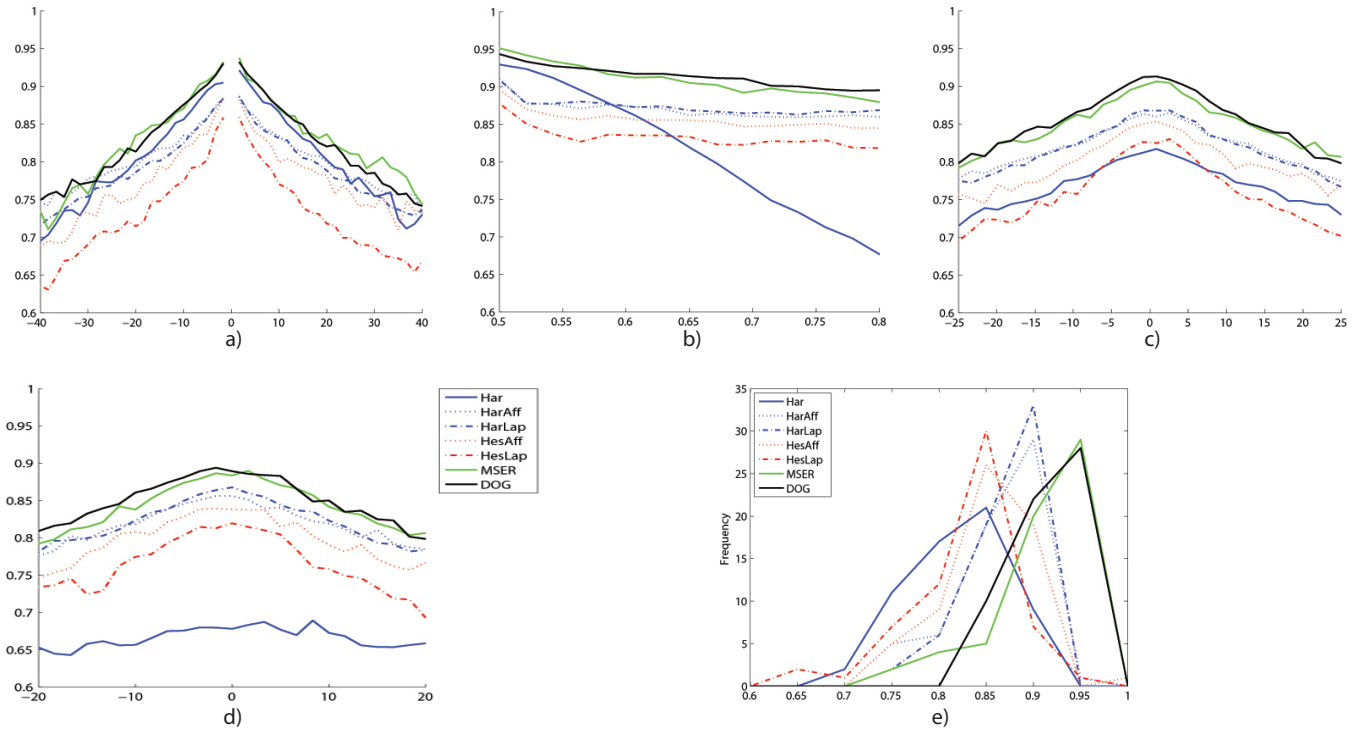 1
0.95
0.9
0.85
0.8
0.75
0.7
0.65
0.6
−40 −30 −20 −10 0 10 20 30 40
a)
1
0.95
0.9
0.85
0.8
0.75
0.7
0.65
0.6
0.5 0.55 0.6 0.65 0.7 0.75 0.8
b)
1
0.95
0.9
0.85
0.8
0.75
0.7
0.65
0.6
−25 −20 −15 −10 −5 0 5 10 15 20 25
c)
1
0.95
0.9
0.85
0.8
0.75
0.7
0.65
0.6
−20 −10 0 10 20
d)
Har
HarAff
HarLap
HesAff
HesLap
MSER
DOG
35
30
25
20
15
10
5
0
Frequency
Har
HarAff
HarLap
HesAff
HesLap
MSER
DOG
0.6 0.65 0.7 0.75 0.8 0.85 0.9 0.95 1
e)